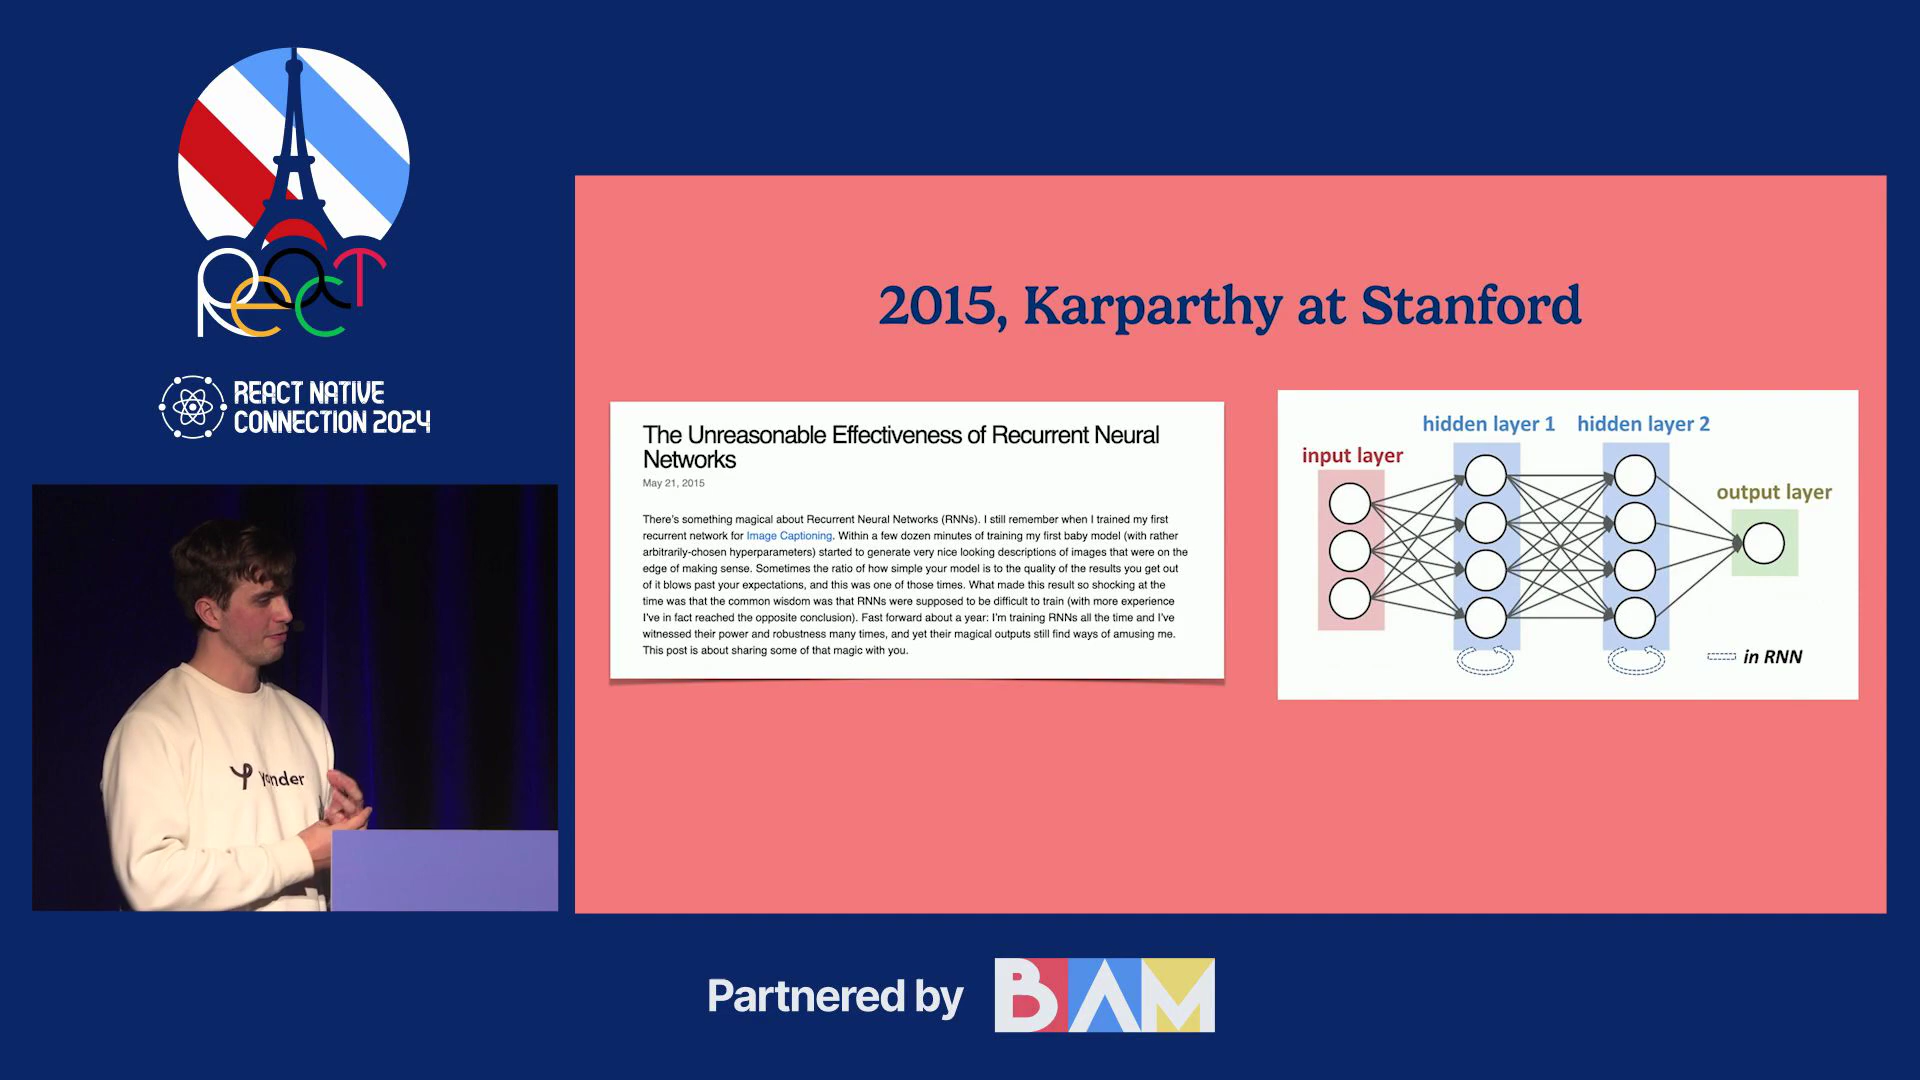 React
REACT NATIVE
CONNECTION 2024
Yonder
2015, Karparthy at Stanford
The Unreasonable Effectiveness of Recurrent Neural
Networks
May 21, 2015
There's something magical about Recurrent Neural Networks (RNNs). I still remember when I trained my first
recurrent network for Image Captioning. Within a few dozen minutes of training my first baby model (with rather
arbitrarily-chosen hyperparameters) started to generate very nice looking descriptions of images that were on the
edge of making sense. Sometimes the ratio of how simple your model is to the quality of the results you get out
of it blows past your expectations, and this was one of those times. What made this result so shocking at the
time was that the common wisdom was that RNNs were supposed to be difficult to train (with more experience
I've in fact reached the opposite conclusion). Fast forward about a year: I'm training RNNs all the time and I've
witnessed their power and robustness many times, and yet their magical outputs still find ways of amusing me.
This post is about sharing some of that magic with you.
hidden layer 1 hidden layer 2
input layer
output layer
in RNN
Partnered by BAM